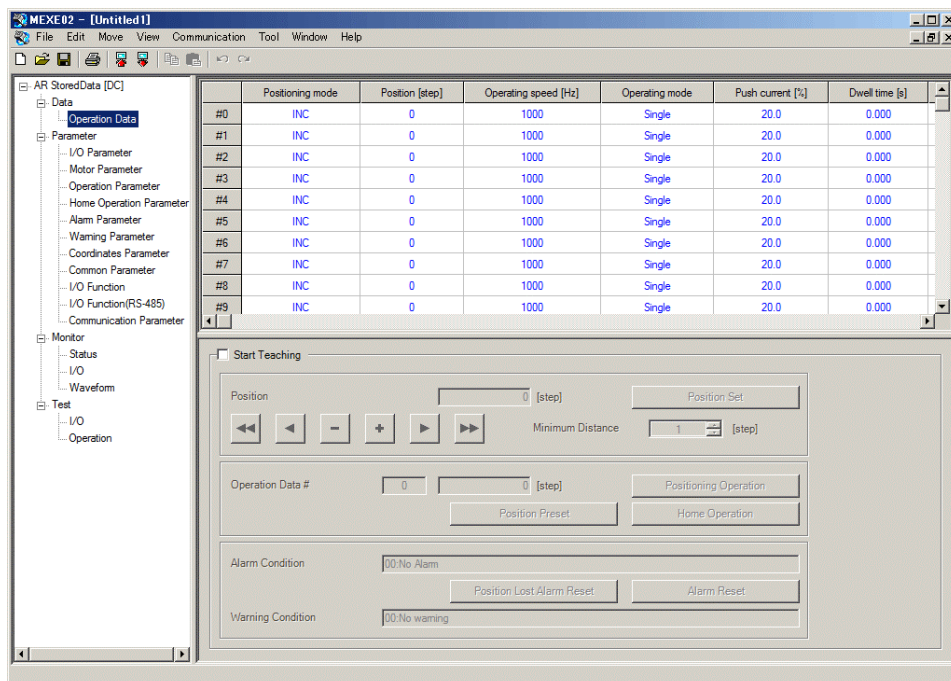 MEXE02 - [Untitled1]
File Edit Move View Communication Tool Window Help
AR StoredData [DC]
Data
Operation Data
Parameter
I/O Parameter
Motor Parameter
Operation Parameter
Home Operation Parameter
Alarm Parameter
Warning Parameter
Coordinates Parameter
Common Parameter
I/O Function
I/O Function(RS-485)
Communication Parameter
Monitor
Status
I/O
Waveform
Test
I/O
Operation
Positioning mode Position [step] Operating speed [Hz] Operating mode Push current [%] Dwell time [s]
#0 INC 0 1000 Single 20.0 0.000
#1 INC 0 1000 Single 20.0 0.000
#2 INC 0 1000 Single 20.0 0.000
#3 INC 0 1000 Single 20.0 0.000
#4 INC 0 1000 Single 20.0 0.000
#5 INC 0 1000 Single 20.0 0.000
#6 INC 0 1000 Single 20.0 0.000
#7 INC 0 1000 Single 20.0 0.000
#8 INC 0 1000 Single 20.0 0.000
#9 INC 0 1000 Single 20.0 0.000
Start Teaching
Position 0 [step] Position Set
Minimum Distance 1 [step]
Operation Data # 0 0 [step] Positioning Operation
Position Preset Home Operation
Alarm Condition 00:No Alarm
Position Lost Alarm Reset Alarm Reset
Warning Condition 00:No warning